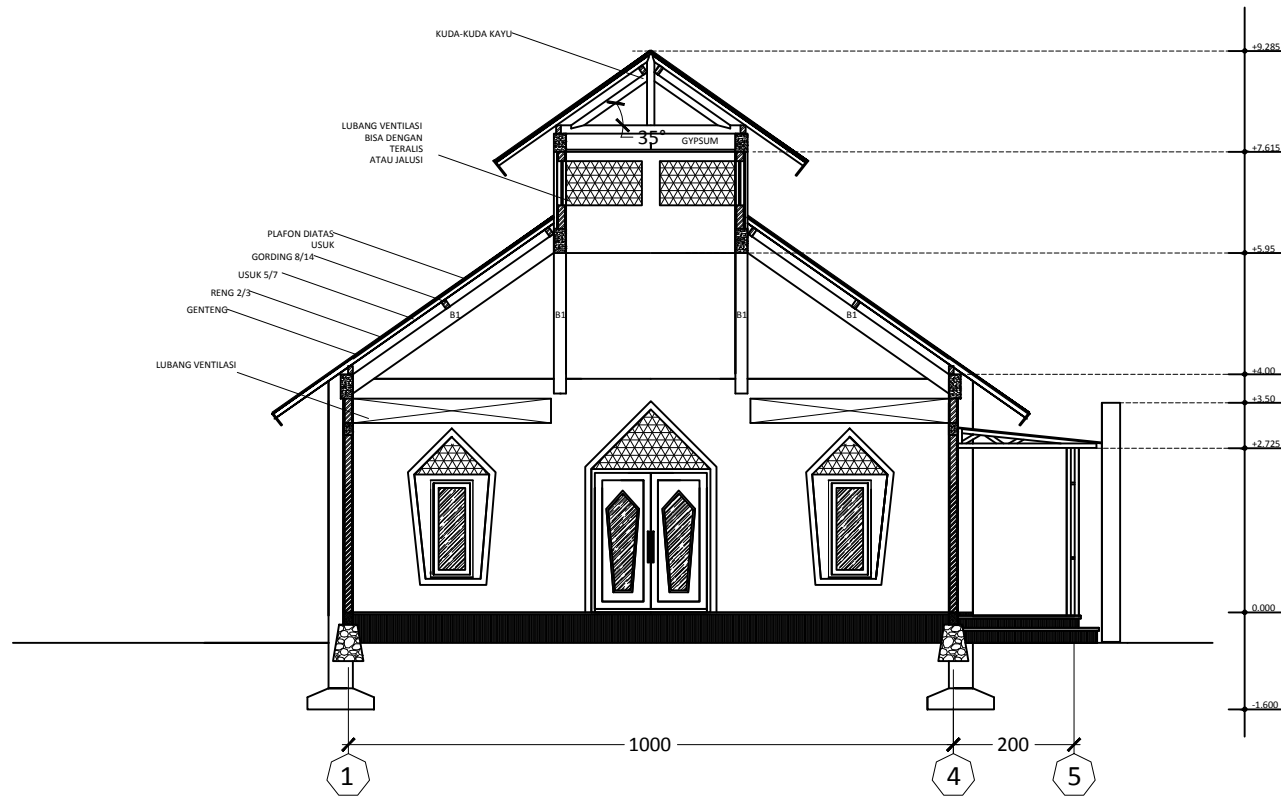 KUDA-KUDA KAYU
+9.285
LUBANG VENTILASI
BISA DENGAN
TERALIS
ATAU JALUSI
35°
GYPSUM
+7.615
PLAFON DIATAS
USUK
GORDING 8/14
USUK 5/7
RENG 2/3
GENTENG
+5.95
B1
B1
B1
B1
LUBANG VENTILASI
+4.00
+3.50
+2.725
0.000
-1.600
1000
200
1
4
5